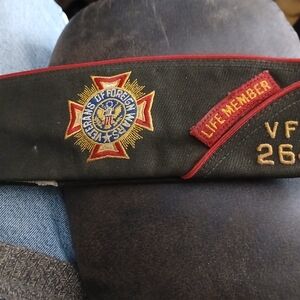 VETERANS OF FOREIGN WARS
LIFE MEMBER
VF
26